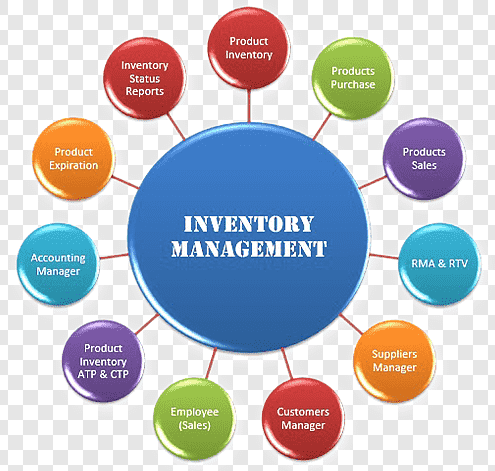 Product
Inventory
Products
Purchase
Products
Sales
RMA & RTV
Suppliers
Manager
Customers
Manager
Employee
(Sales)
Product
Inventory
ATP & CTP
Accounting
Manager
Product
Expiration
Inventory
Status
Reports
INVENTORY
MANAGEMENT